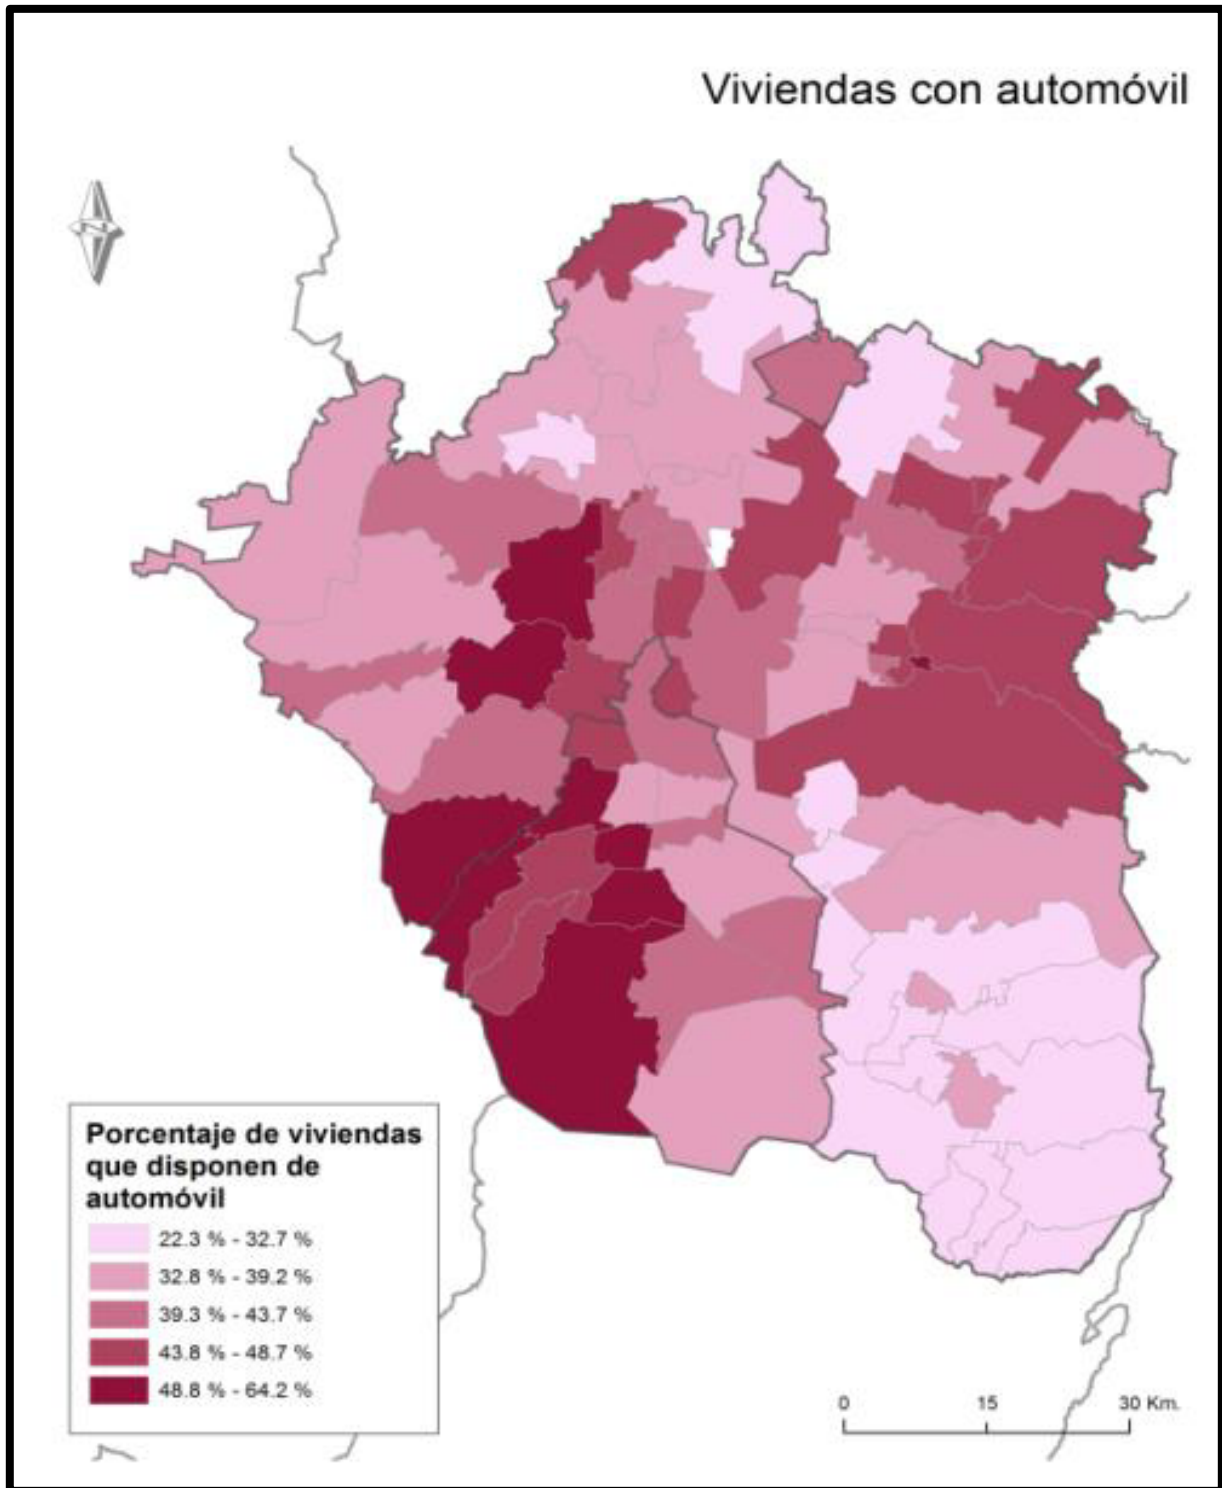 Viviendas con automóvil
Porcentaje de viviendas
que disponen de
automóvil
22.3 % - 32.7 %
32.8 % - 39.2 %
39.3 % - 43.7 %
43.8 % - 48.7 %
48.8 % - 64.2 %
0 15 30 Km.